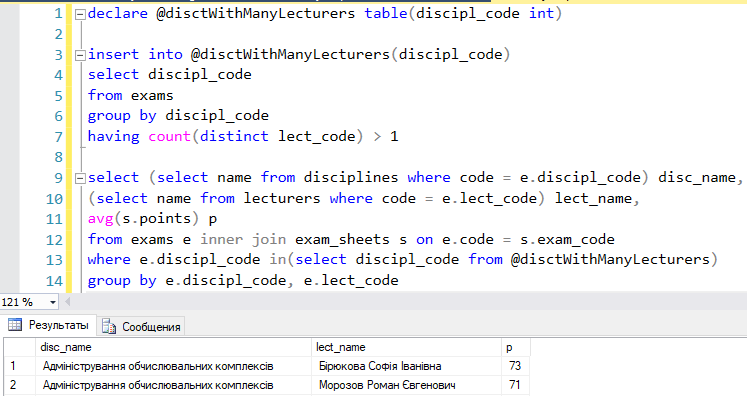 1 declare @disctWithManyLecturers table(discipl_code int)
2
3 insert into @disctWithManyLecturers(discipl_code)
4 select discipl_code
5 from exams
6 group by discipl_code
7 having count(distinct lect_code) > 1
8
9 select (select name from disciplines where code = e.discipl_code) disc_name,
10 (select name from lecturers where code = e.lect_code) lect_name,
11 avg(s.points) p
12 from exams e inner join exam_sheets s on e.code = s.exam_code
13 where e.discipl_code in(select discipl_code from @disctWithManyLecturers)
14 group by e.discipl_code, e.lect_code
121 %
Результаты Сообщения
disc_name lect_name p
1 Адміністрування обчислювальних комплексів Бірюкова Софія Іванівна 73
2 Адміністрування обчислювальних комплексів Морозов Роман Євгенович 71